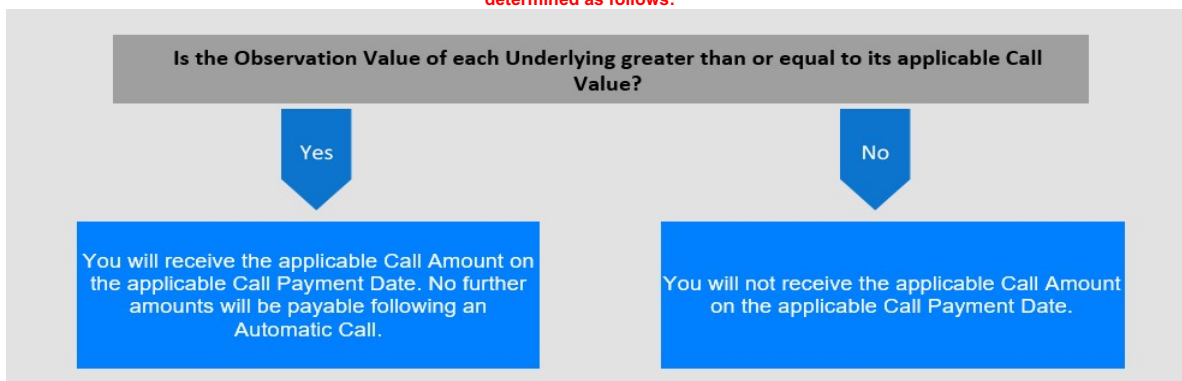 determined as follows:
Is the Observation Value of each Underlying greater than or equal to its applicable Call
Value?
Yes
No
You will receive the applicable Call Amount on
the applicable Call Payment Date. No further
amounts will be payable following an
Automatic Call.
You will not receive the applicable Call Amount
on the applicable Call Payment Date.